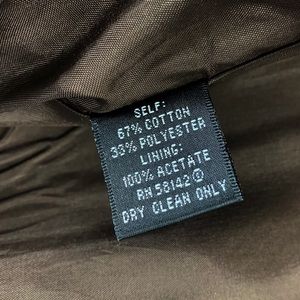 SELF:
67% COTTON
33% POLYESTER
LINING:
100% ACETATE
RN 58142
DRY CLEAN ONLY